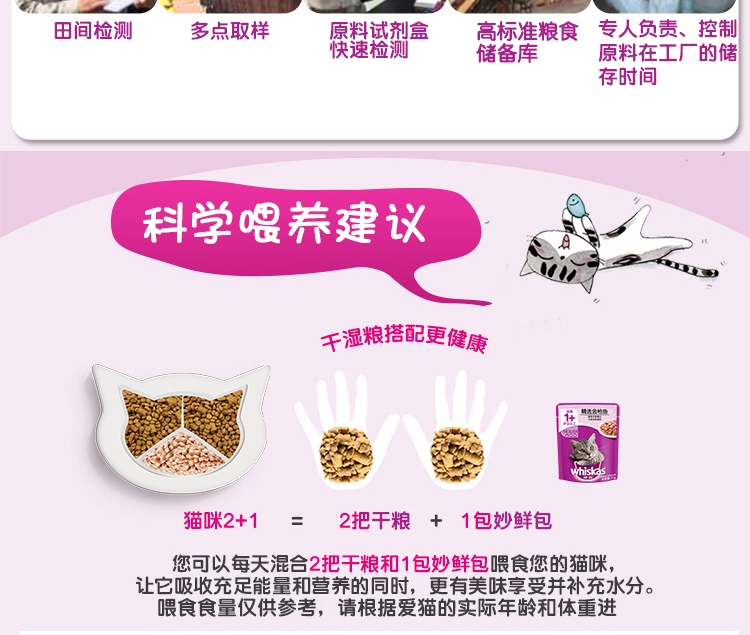 田间检测
多点取样
原料试剂盒
快速检测
高标准粮食
储备库
专人负责、控制
原料在工厂的储
存时间
科学喂养建议
干湿粮搭配更健康
1+
精选金枪鱼
whiskas
猫咪2+1 = 2把干粮 + 1包妙鲜包
您可以每天混合2把干粮和1包妙鲜包喂食您的猫咪，
让它吸收充足能量和营养的同时，更有美味享受并补充水分。
喂食食量仅供参考，请根据爱猫的实际年龄和体重进